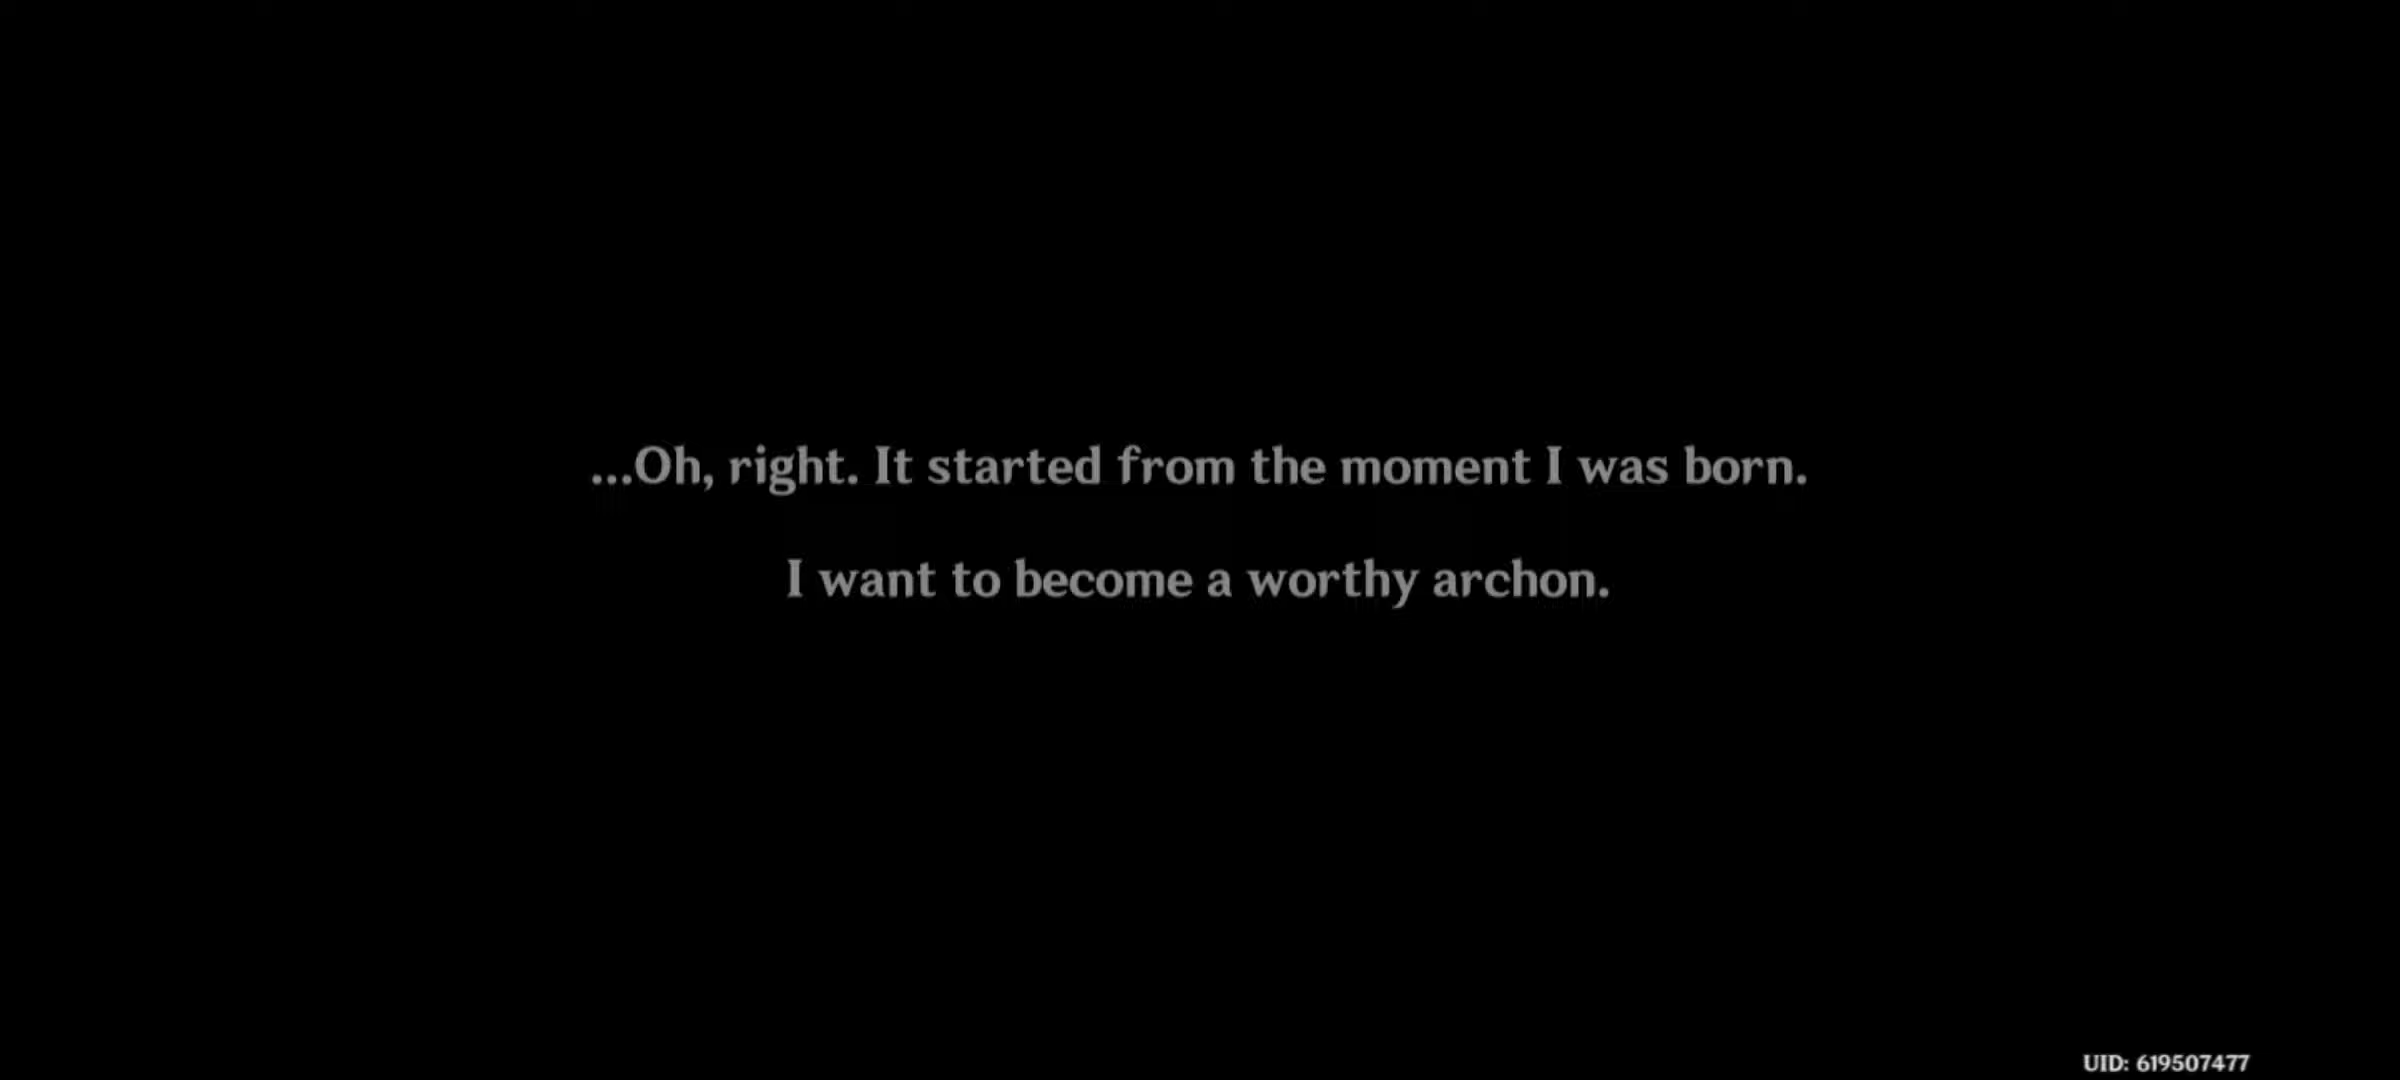 ...Oh, right. It started from the moment I was born.
I want to become a worthy archon.
UID: 619507477